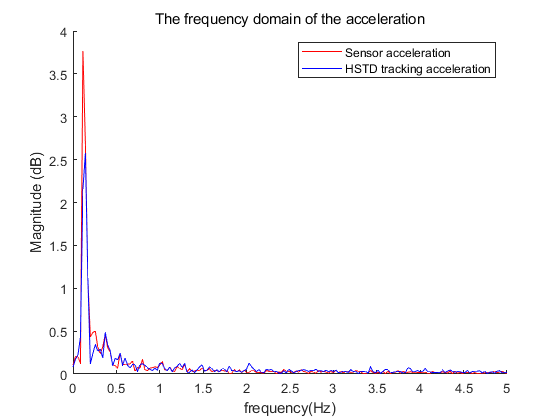 The frequency domain of the acceleration
Sensor acceleration
HSTD tracking acceleration
Magnitude (dB)
4
3.5
3
2.5
2
1.5
1
0.5
0
0 0.5 1 1.5 2 2.5 3 3.5 4 4.5 5
frequency(Hz)